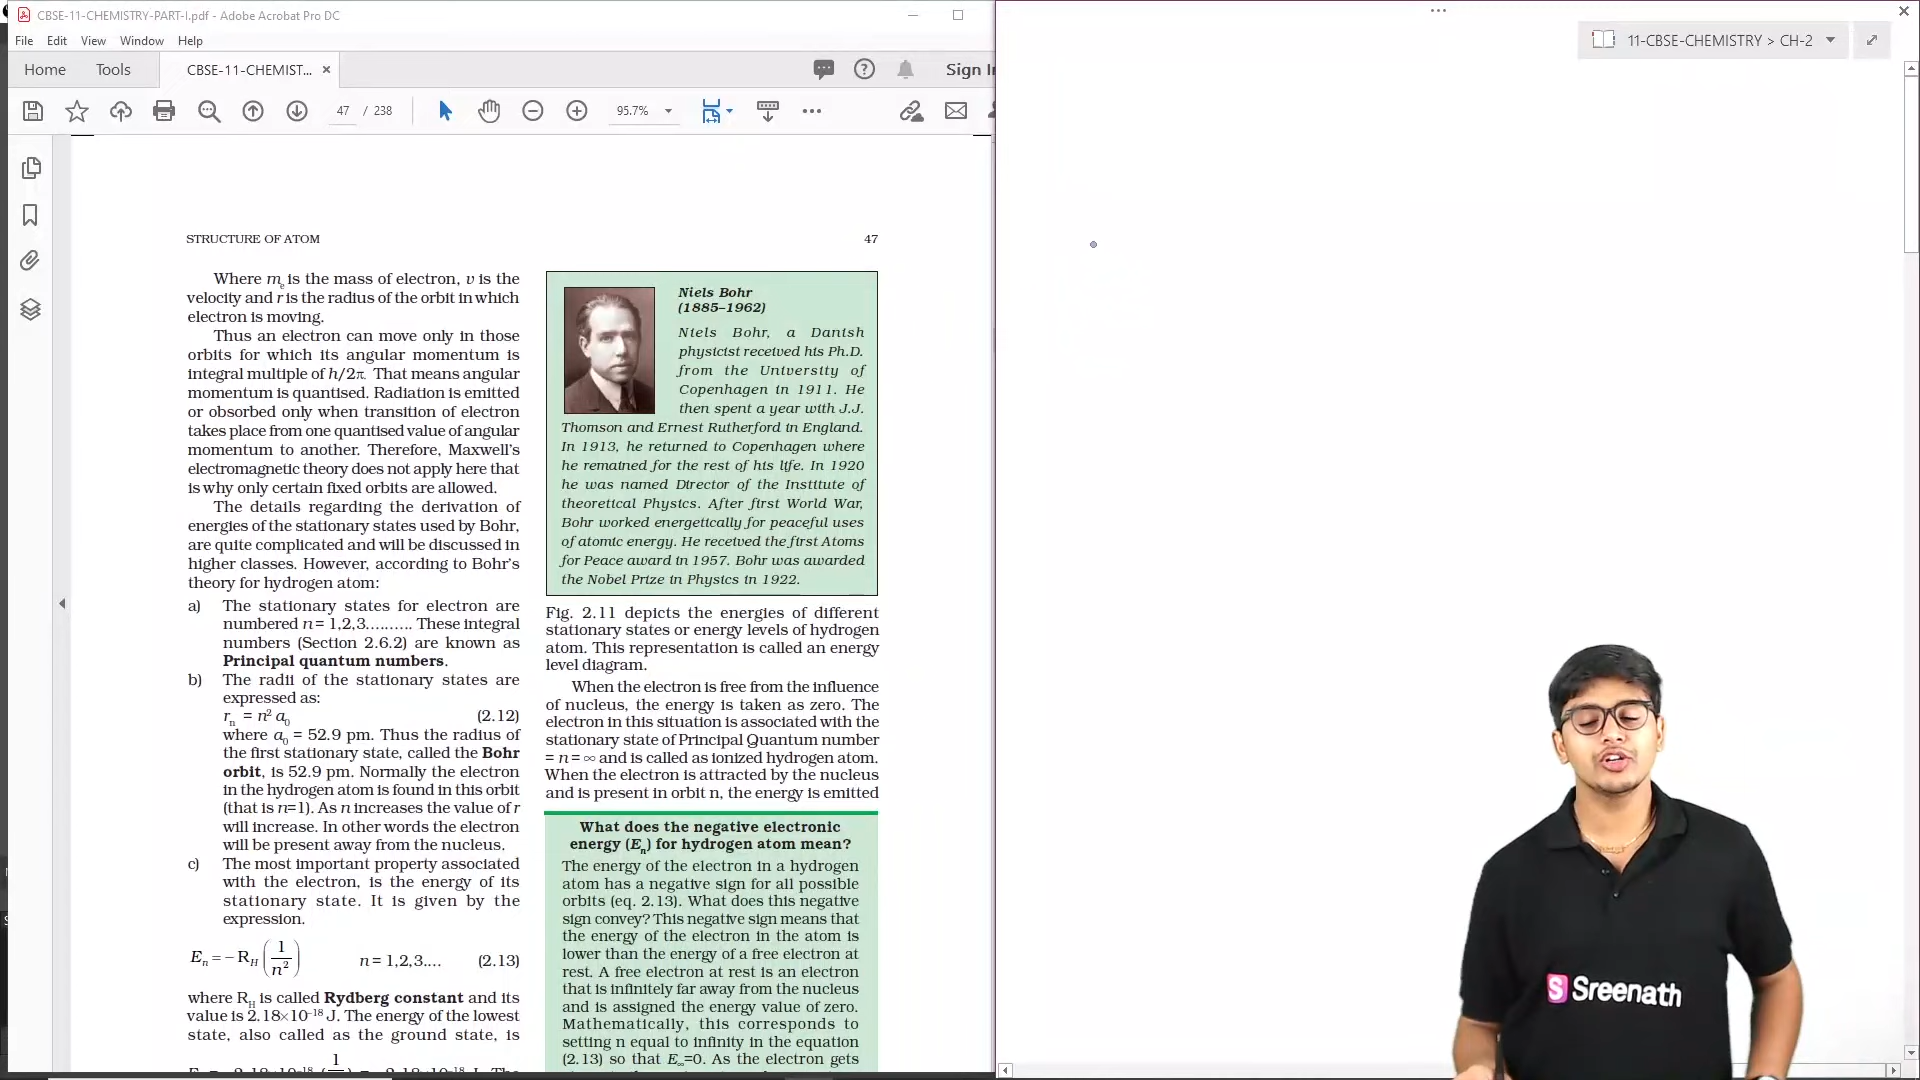 CBSE-11-CHEMISTRY-PART-I.pdf - Adobe Acrobat Pro DC
File Edit View Window Help
Home Tools CBSE-11-CHEMIST... ×
Sign I
47 / 238
95.7%
11-CBSE-CHEMISTRY > CH-2
STRUCTURE OF ATOM 47
Where mₑ is the mass of electron, v is the
velocity and r is the radius of the orbit in which
electron is moving.
Thus an electron can move only in those
orbits for which its angular momentum is
integral multiple of h/2π. That means angular
momentum is quantised. Radiation is emitted
or obsorbed only when transition of electron
takes place from one quantised value of angular
momentum to another. Therefore, Maxwell's
electromagnetic theory does not apply here that
is why only certain fixed orbits are allowed.
The details regarding the derivation of
energies of the stationary states used by Bohr,
are quite complicated and will be discussed in
higher classes. However, according to Bohr's
theory for hydrogen atom:
a) The stationary states for electron are
numbered n = 1,2,3.......... These integral
numbers (Section 2.6.2) are known as
Principal quantum numbers.
b) The radii of the stationary states are
expressed as:
rₙ = n² a₀ (2.12)
where a₀ = 52.9 pm. Thus the radius of
the first stationary state, called the Bohr
orbit, is 52.9 pm. Normally the electron
in the hydrogen atom is found in this orbit
(that is n=1). As n increases the value of r
will increase. In other words the electron
will be present away from the nucleus.
c) The most important property associated
with the electron, is the energy of its
stationary state. It is given by the
expression.
Eₙ = − R_H (1/n²) n = 1,2,3.... (2.13)
where R_H is called Rydberg constant and its
value is 2.18×10⁻¹⁸ J. The energy of the lowest
state, also called as the ground state, is
Niels Bohr
(1885–1962)
Niels Bohr, a Danish
physicist received his Ph.D.
from the University of
Copenhagen in 1911. He
then spent a year with J.J.
Thomson and Ernest Rutherford in England.
In 1913, he returned to Copenhagen where
he remained for the rest of his life. In 1920
he was named Director of the Institute of
theoretical Physics. After first World War,
Bohr worked energetically for peaceful uses
of atomic energy. He received the first Atoms
for Peace award in 1957. Bohr was awarded
the Nobel Prize in Physics in 1922.
Fig. 2.11 depicts the energies of different
stationary states or energy levels of hydrogen
atom. This representation is called an energy
level diagram.
When the electron is free from the influence
of nucleus, the energy is taken as zero. The
electron in this situation is associated with the
stationary state of Principal Quantum number
= n = ∞ and is called as ionized hydrogen atom.
When the electron is attracted by the nucleus
and is present in orbit n, the energy is emitted
What does the negative electronic
energy (Eₙ) for hydrogen atom mean?
The energy of the electron in a hydrogen
atom has a negative sign for all possible
orbits (eq. 2.13). What does this negative
sign convey? This negative sign means that
the energy of the electron in the atom is
lower than the energy of a free electron at
rest. A free electron at rest is an electron
that is infinitely far away from the nucleus
and is assigned the energy value of zero.
Mathematically, this corresponds to
setting n equal to infinity in the equation
(2.13) so that E∞=0. As the electron gets
S Sreenath